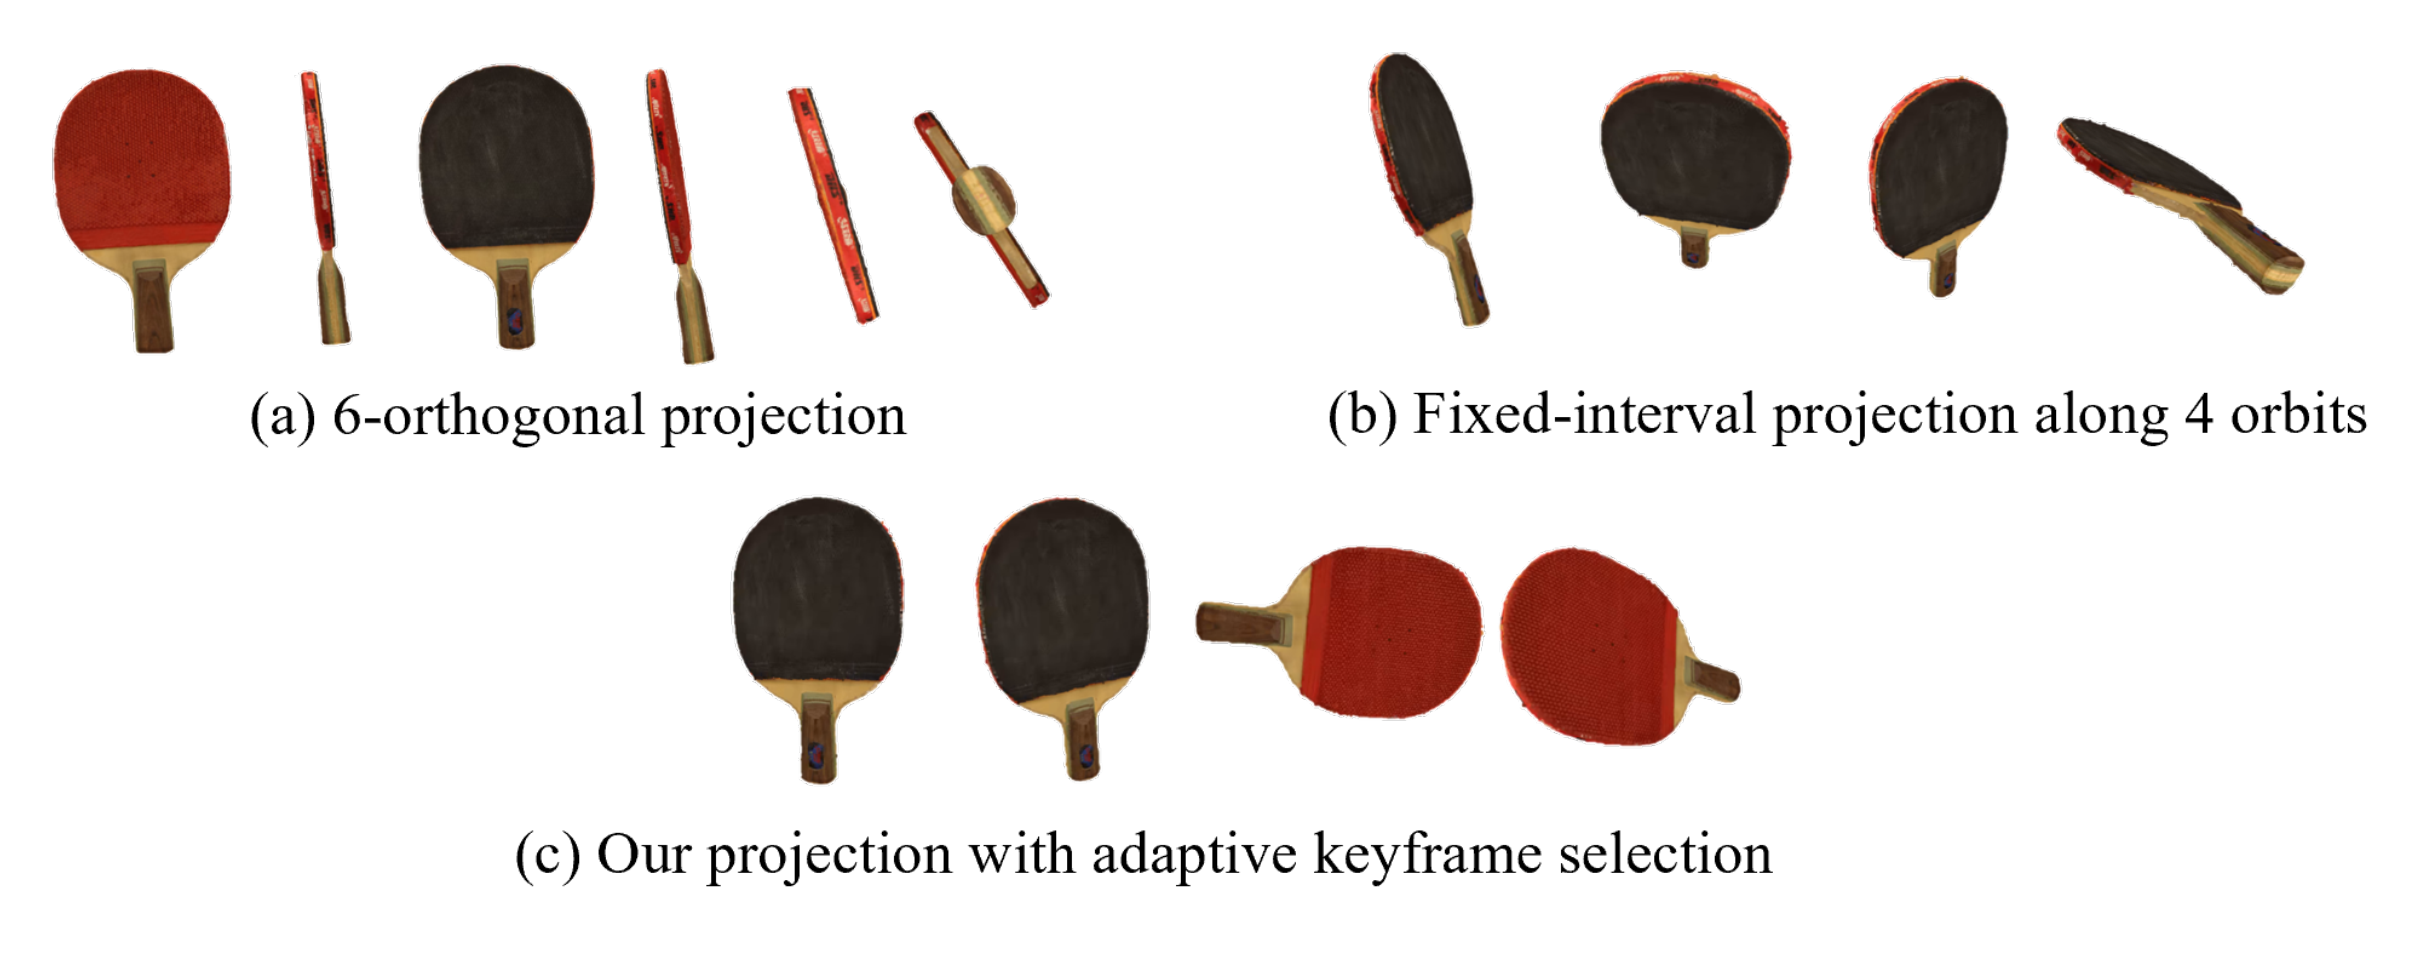 (a) 6-orthogonal projection
(b) Fixed-interval projection along 4 orbits
(c) Our projection with adaptive keyframe selection